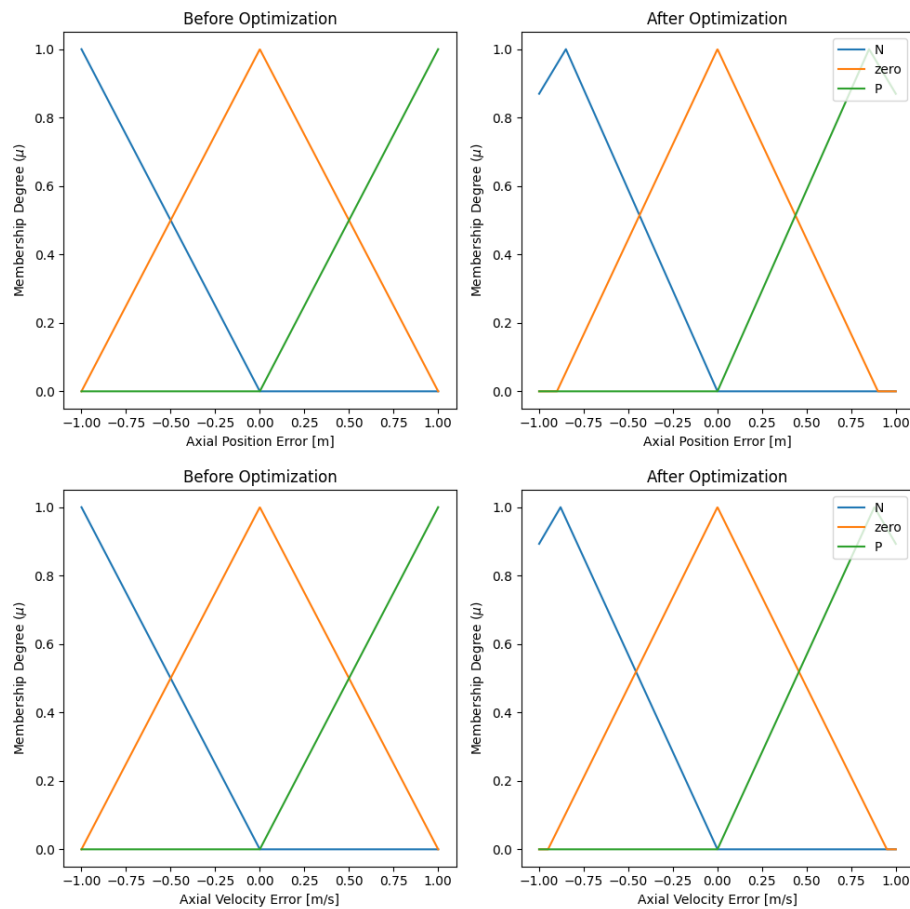 Before Optimization
After Optimization
Membership Degree (μ)
1.0
0.8
0.6
0.4
0.2
0.0
−1.00 −0.75 −0.50 −0.25 0.00 0.25 0.50 0.75 1.00
Axial Position Error [m]
Membership Degree (μ)
1.0
0.8
0.6
0.4
0.2
0.0
N
zero
P
−1.00 −0.75 −0.50 −0.25 0.00 0.25 0.50 0.75 1.00
Axial Position Error [m]
Before Optimization
After Optimization
Membership Degree (μ)
1.0
0.8
0.6
0.4
0.2
0.0
−1.00 −0.75 −0.50 −0.25 0.00 0.25 0.50 0.75 1.00
Axial Velocity Error [m/s]
Membership Degree (μ)
1.0
0.8
0.6
0.4
0.2
0.0
N
zero
P
−1.00 −0.75 −0.50 −0.25 0.00 0.25 0.50 0.75 1.00
Axial Velocity Error [m/s]